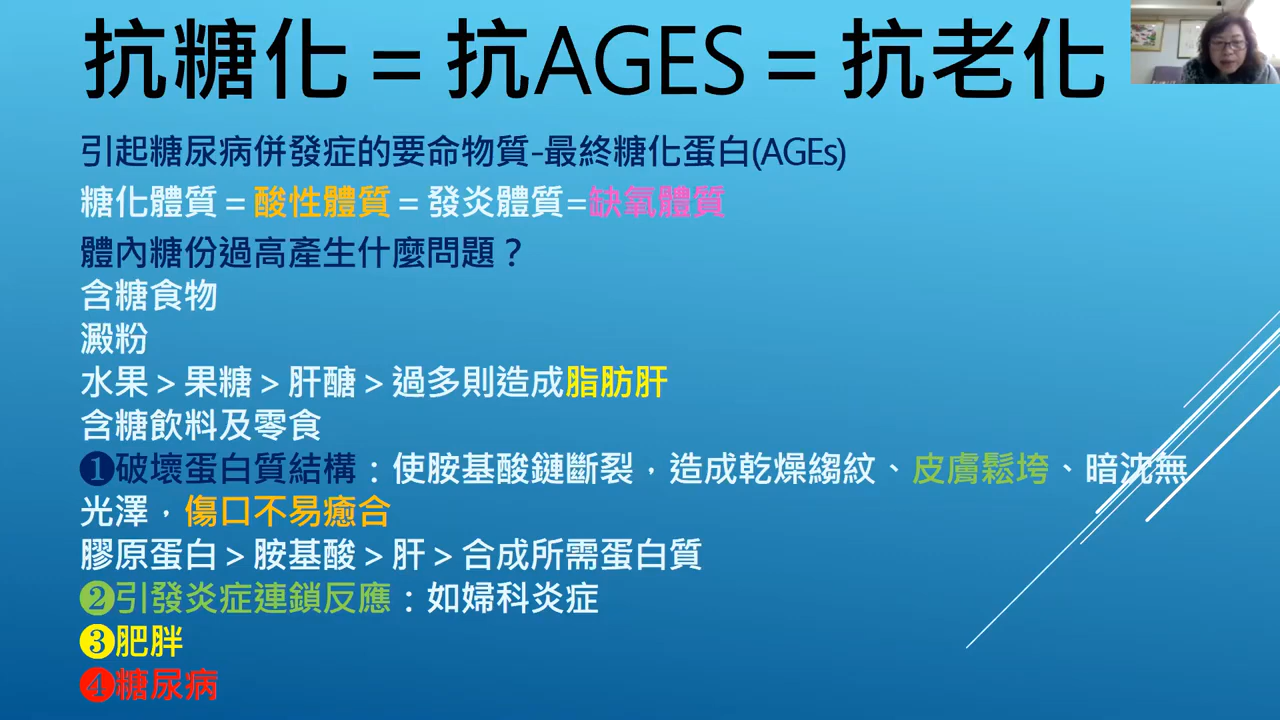 抗糖化＝抗AGES＝抗老化
引起糖尿病併發症的要命物質-最終糖化蛋白(AGEs)
糖化體質＝酸性體質＝發炎體質=缺氧體質
體內糖份過高產生什麼問題？
含糖食物
澱粉
水果＞果糖＞肝醣＞過多則造成脂肪肝
含糖飲料及零食
❶破壞蛋白質結構：使胺基酸鏈斷裂，造成乾燥縐紋、皮膚鬆垮、暗沈無
光澤，傷口不易癒合
膠原蛋白＞胺基酸＞肝＞合成所需蛋白質
❷引發炎症連鎖反應：如婦科炎症
❸肥胖
❹糖尿病